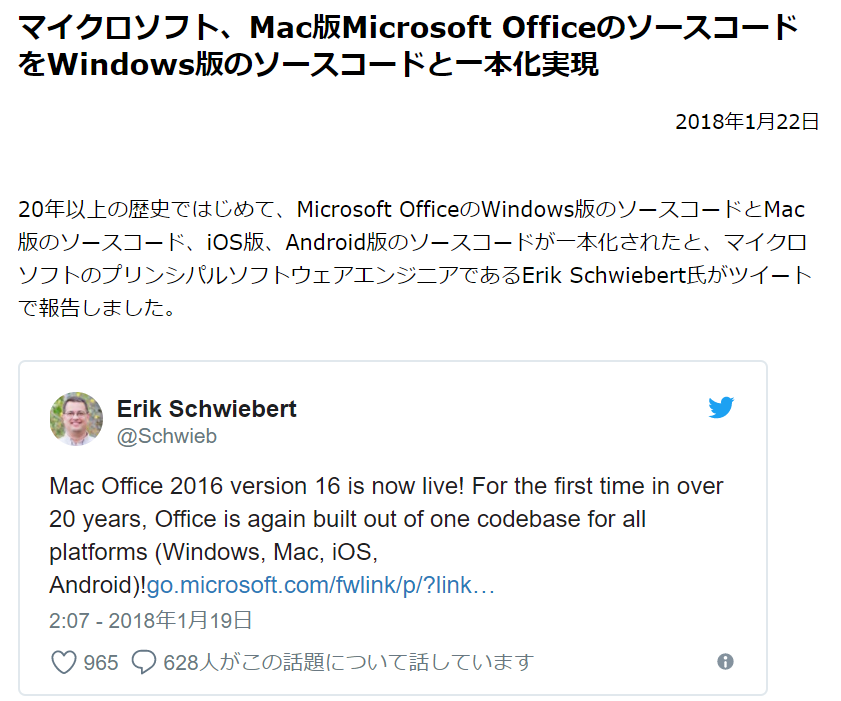 マイクロソフト、Mac版Microsoft Officeのソースコード
をWindows版のソースコードと一本化実現
2018年1月22日
20年以上の歴史ではじめて、Microsoft OfficeのWindows版のソースコードとMac
版のソースコード、iOS版、Android版のソースコードが一本化されたと、マイクロ
ソフトのプリンシパルソフトウェアエンジニアであるErik Schwiebert氏がツイート
で報告しました。
Erik Schwiebert
@Schwieb
Mac Office 2016 version 16 is now live! For the first time in over
20 years, Office is again built out of one codebase for all
platforms (Windows, Mac, iOS,
Android)!go.microsoft.com/fwlink/p/?link…
2:07 - 2018年1月19日
965 628人がこの話題について話しています